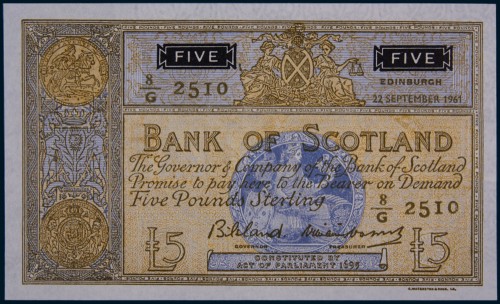 FIVE FIVE
8/G 2510 EDINBURGH
22 SEPTEMBER 1961
BANK OF SCOTLAND
The Governor & Company of the Bank of Scotland
Promise to pay here to the Bearer on Demand
Five Pounds Sterling 8/G 2510
GOVERNOR TREASURER
£5 CONSTITUTED BY £5
ACT OF PARLIAMENT 1695